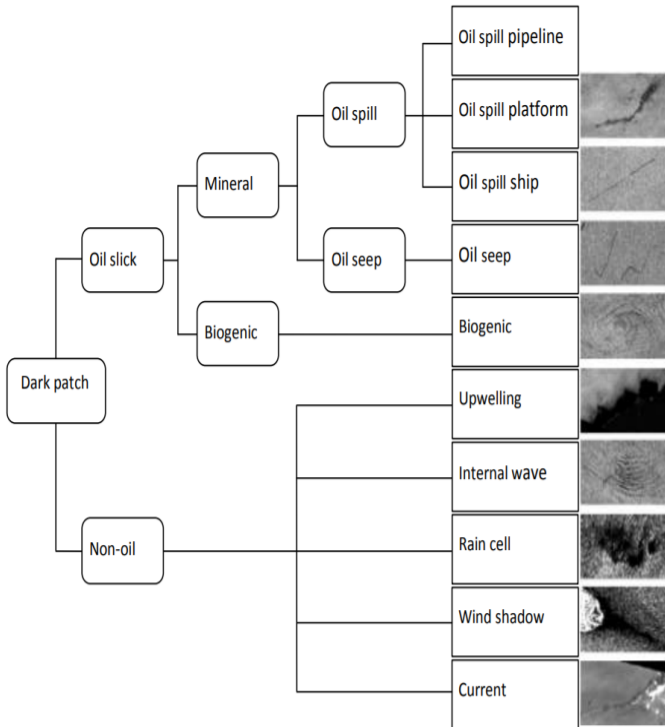 Oil spill pipeline
Oil spill
Oil spill platform
Mineral
Oil spill ship
Oil slick
Oil seep
Oil seep
Biogenic
Biogenic
Dark patch
Upwelling
Internal wave
Non-oil
Rain cell
Wind shadow
Current